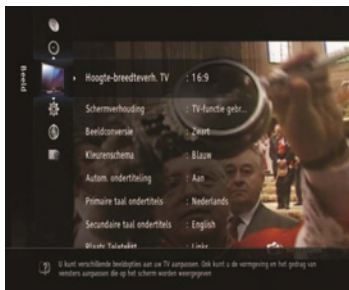 Beeld
Hoogte-breedteverh. TV : 16:9
Schermverhouding : TV-functie gebr...
Beeldconversie : Zwart
Kleurenschema : Blauw
Autom. ondertiteling : Aan
Primaire taal ondertitels : Nederlands
Secundaire taal ondertitels : English
Plaats Teletekst : Links
U kunt verschillende beeldopties aan uw TV aanpassen. Ook kunt u de vormgeving en het gedrag van
vensters aanpassen die op het scherm worden weergegeven